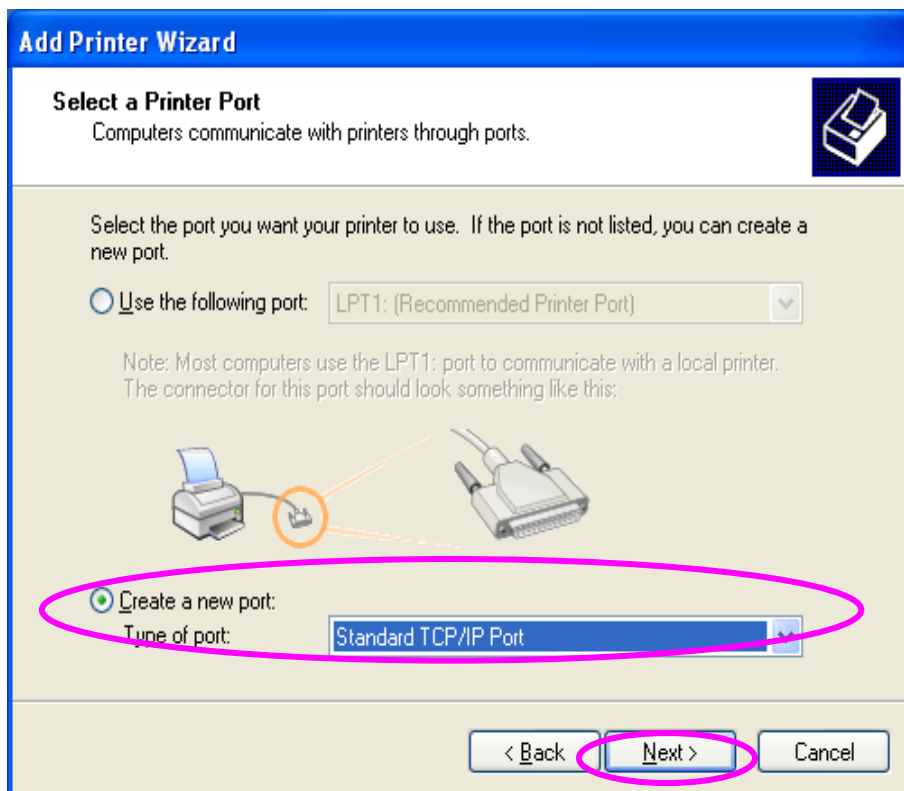 Add Printer Wizard
Select a Printer Port
Computers communicate with printers through ports.
Select the port you want your printer to use. If the port is not listed, you can create a
new port.
Use the following port: LPT1: (Recommended Printer Port)
Note: Most computers use the LPT1: port to communicate with a local printer.
The connector for this port should look something like this:
Create a new port:
Type of port: Standard TCP/IP Port
< Back Next > Cancel